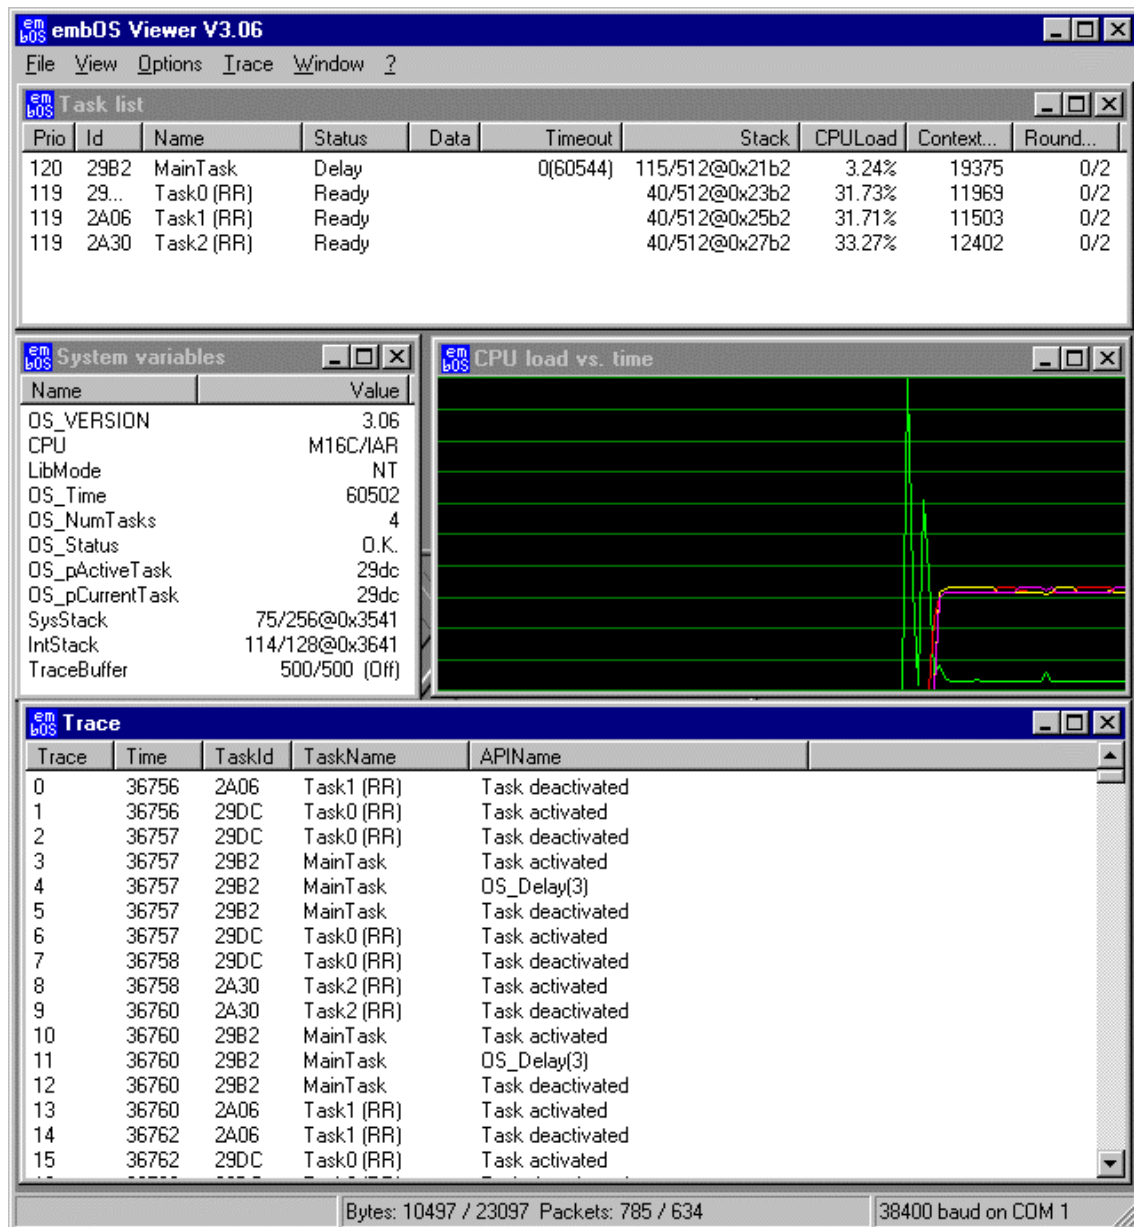 em bOS embOS Viewer V3.06
File View Options Trace Window ?
em bOS Task list
Prio Id Name Status Data Timeout Stack CPULoad Context... Round...
120 29B2 MainTask Delay 0(60544) 115/512@0x21b2 3.24% 19375 0/2
119 29... Task0 (RR) Ready 40/512@0x23b2 31.73% 11969 0/2
119 2A06 Task1 (RR) Ready 40/512@0x25b2 31.71% 11503 0/2
119 2A30 Task2 (RR) Ready 40/512@0x27b2 33.27% 12402 0/2
em bOS System variables
Name Value
OS_VERSION 3.06
CPU M16C/IAR
LibMode NT
OS_Time 60502
OS_NumTasks 4
OS_Status O.K.
OS_pActiveTask 29dc
OS_pCurrentTask 29dc
SysStack 75/256@0x3541
IntStack 114/128@0x3641
TraceBuffer 500/500 (Off)
em bOS CPU load vs. time
em bOS Trace
Trace Time TaskId TaskName APIName
0 36756 2A06 Task1 (RR) Task deactivated
1 36756 29DC Task0 (RR) Task activated
2 36757 29DC Task0 (RR) Task deactivated
3 36757 29B2 MainTask Task activated
4 36757 29B2 MainTask OS_Delay(3)
5 36757 29B2 MainTask Task deactivated
6 36757 29DC Task0 (RR) Task activated
7 36758 29DC Task0 (RR) Task deactivated
8 36758 2A30 Task2 (RR) Task activated
9 36760 2A30 Task2 (RR) Task deactivated
10 36760 29B2 MainTask Task activated
11 36760 29B2 MainTask OS_Delay(3)
12 36760 29B2 MainTask Task deactivated
13 36760 2A06 Task1 (RR) Task activated
14 36762 2A06 Task1 (RR) Task deactivated
15 36762 29DC Task0 (RR) Task activated
Bytes: 10497 / 23097 Packets: 785 / 634
38400 baud on COM 1